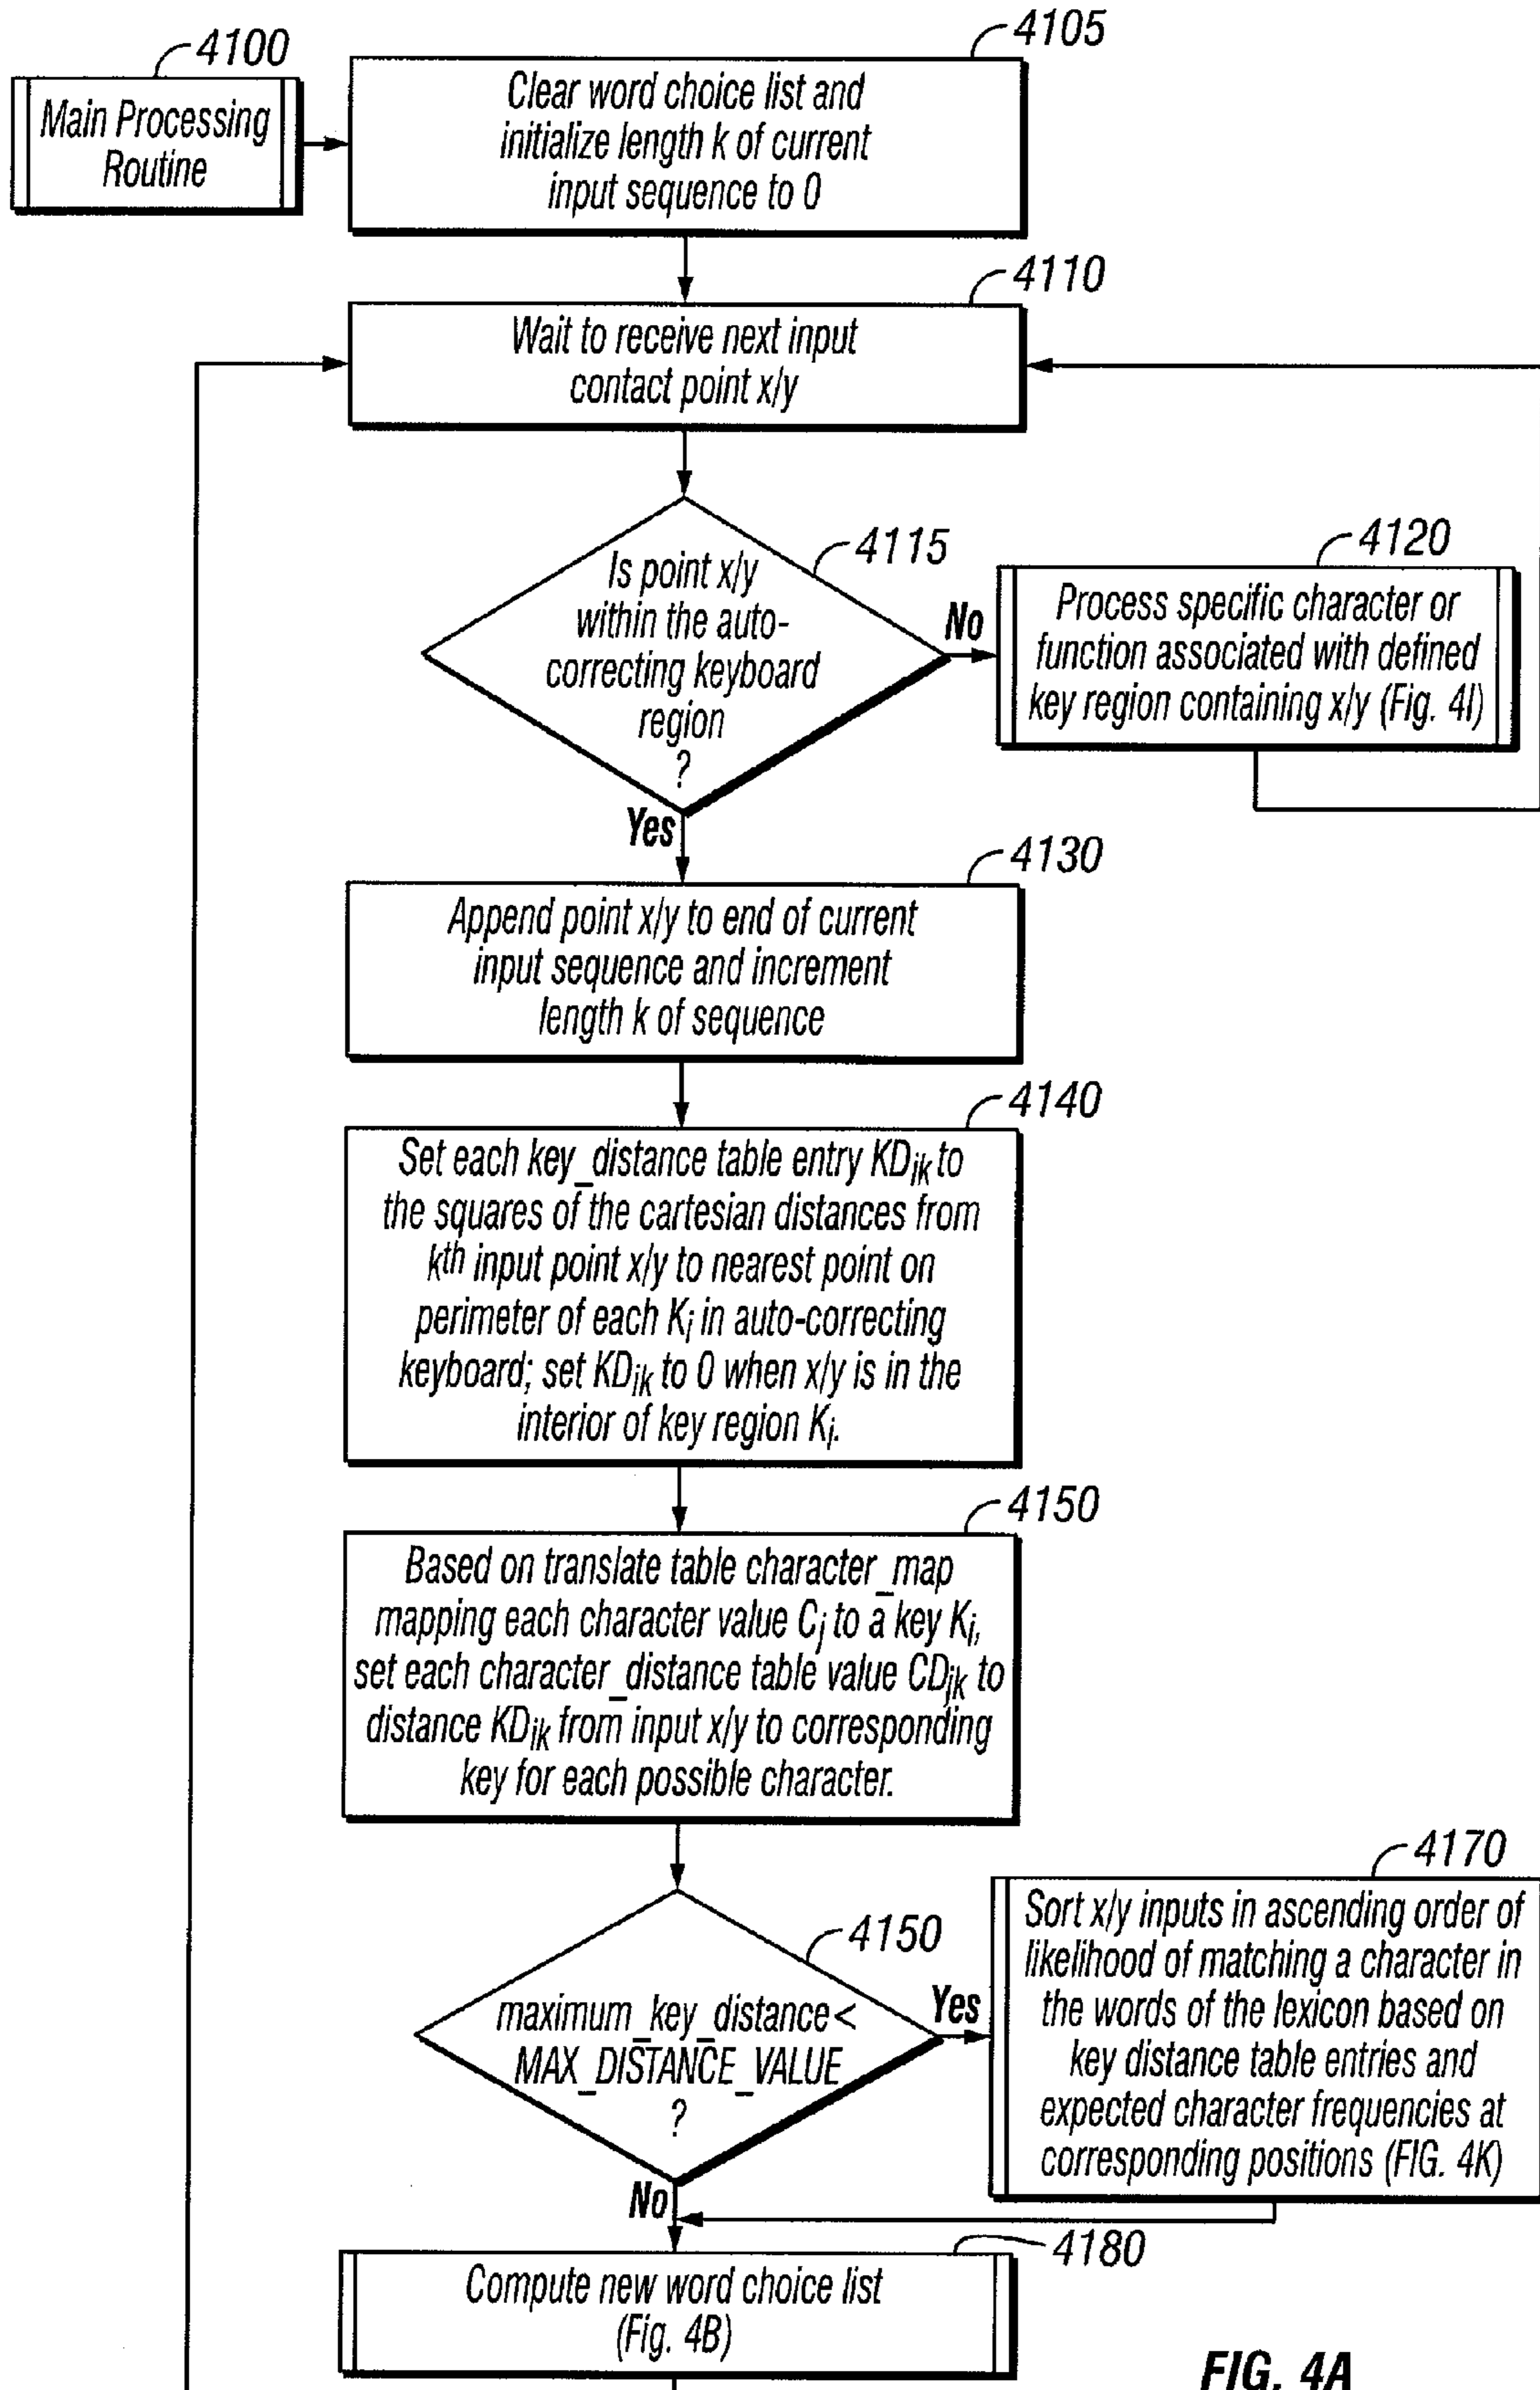 4100
Main Processing
Routine
4105
Clear word choice list and
initialize length k of current
input sequence to 0
4110
Wait to receive next input
contact point x/y
4115
Is point x/y
within the auto-
correcting keyboard
region
?
No
Yes
4120
Process specific character or
function associated with defined
key region containing x/y (Fig. 4I)
4130
Append point x/y to end of current
input sequence and increment
length k of sequence
4140
Set each key_distance table entry KDik to
the squares of the cartesian distances from
kth input point x/y to nearest point on
perimeter of each Ki in auto-correcting
keyboard; set KDik to 0 when x/y is in the
interior of key region Ki.
4150
Based on translate table character_map
mapping each character value Cj to a key Ki,
set each character_distance table value CDjk to
distance KDik from input x/y to corresponding
key for each possible character.
4150
maximum_key_distance <
MAX_DISTANCE_VALUE
?
Yes
No
4170
Sort x/y inputs in ascending order of
likelihood of matching a character in
the words of the lexicon based on
key distance table entries and
expected character frequencies at
corresponding positions (FIG. 4K)
4180
Compute new word choice list
(Fig. 4B)
FIG. 4A